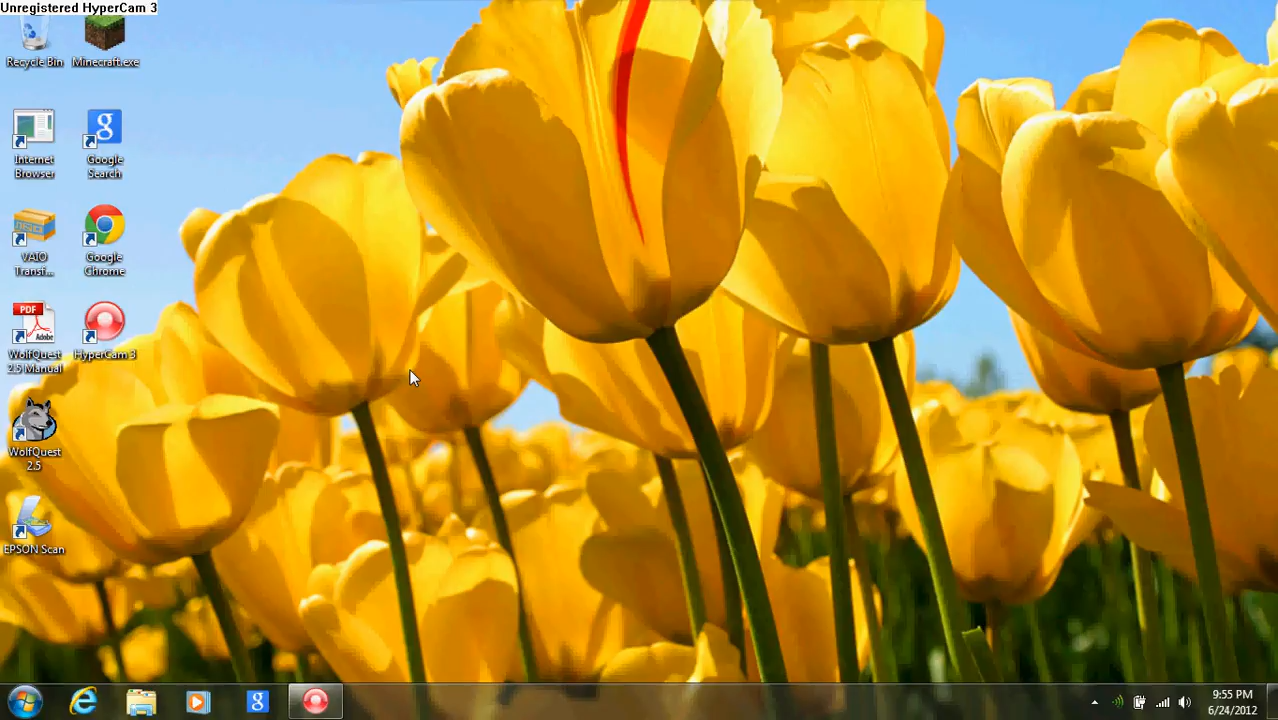 Unregistered HyperCam 3
Recycle Bin
Minecraft.exe
Internet
Browser
Google
Search
VAIO
Transf...
Google
Chrome
PDF
Adobe
WolfQuest
2.5 Manual
HyperCam 3
WolfQuest
2.5
EPSON Scan
9:55 PM
6/24/2012